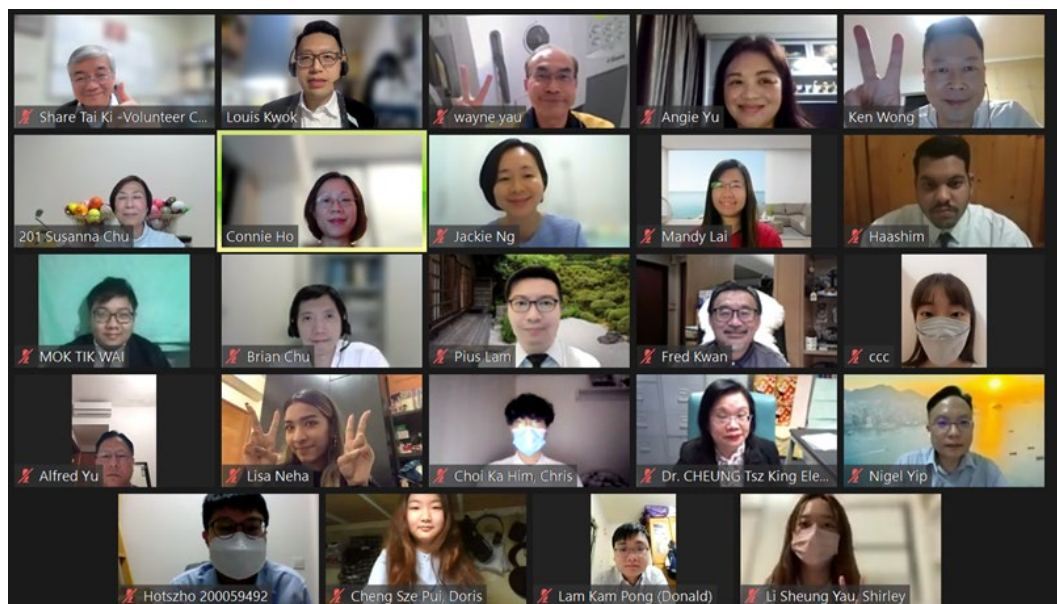 Share Tai Ki -Volunteer C...
Louis Kwok
wayne yau
Angie Yu
Ken Wong
201 Susanna Chu
Connie Ho
Jackie Ng
Mandy Lai
Haashim
MOK TIK WAI
Brian Chu
Pius Lam
Fred Kwan
ccc
Alfred Yu
Lisa Neha
Choi Ka Him, Chris
Dr. CHEUNG Tsz King Ele...
Nigel Yip
Hotszho 200059492
Cheng Sze Pui, Doris
Lam Kam Pong (Donald)
Li Sheung Yau, Shirley